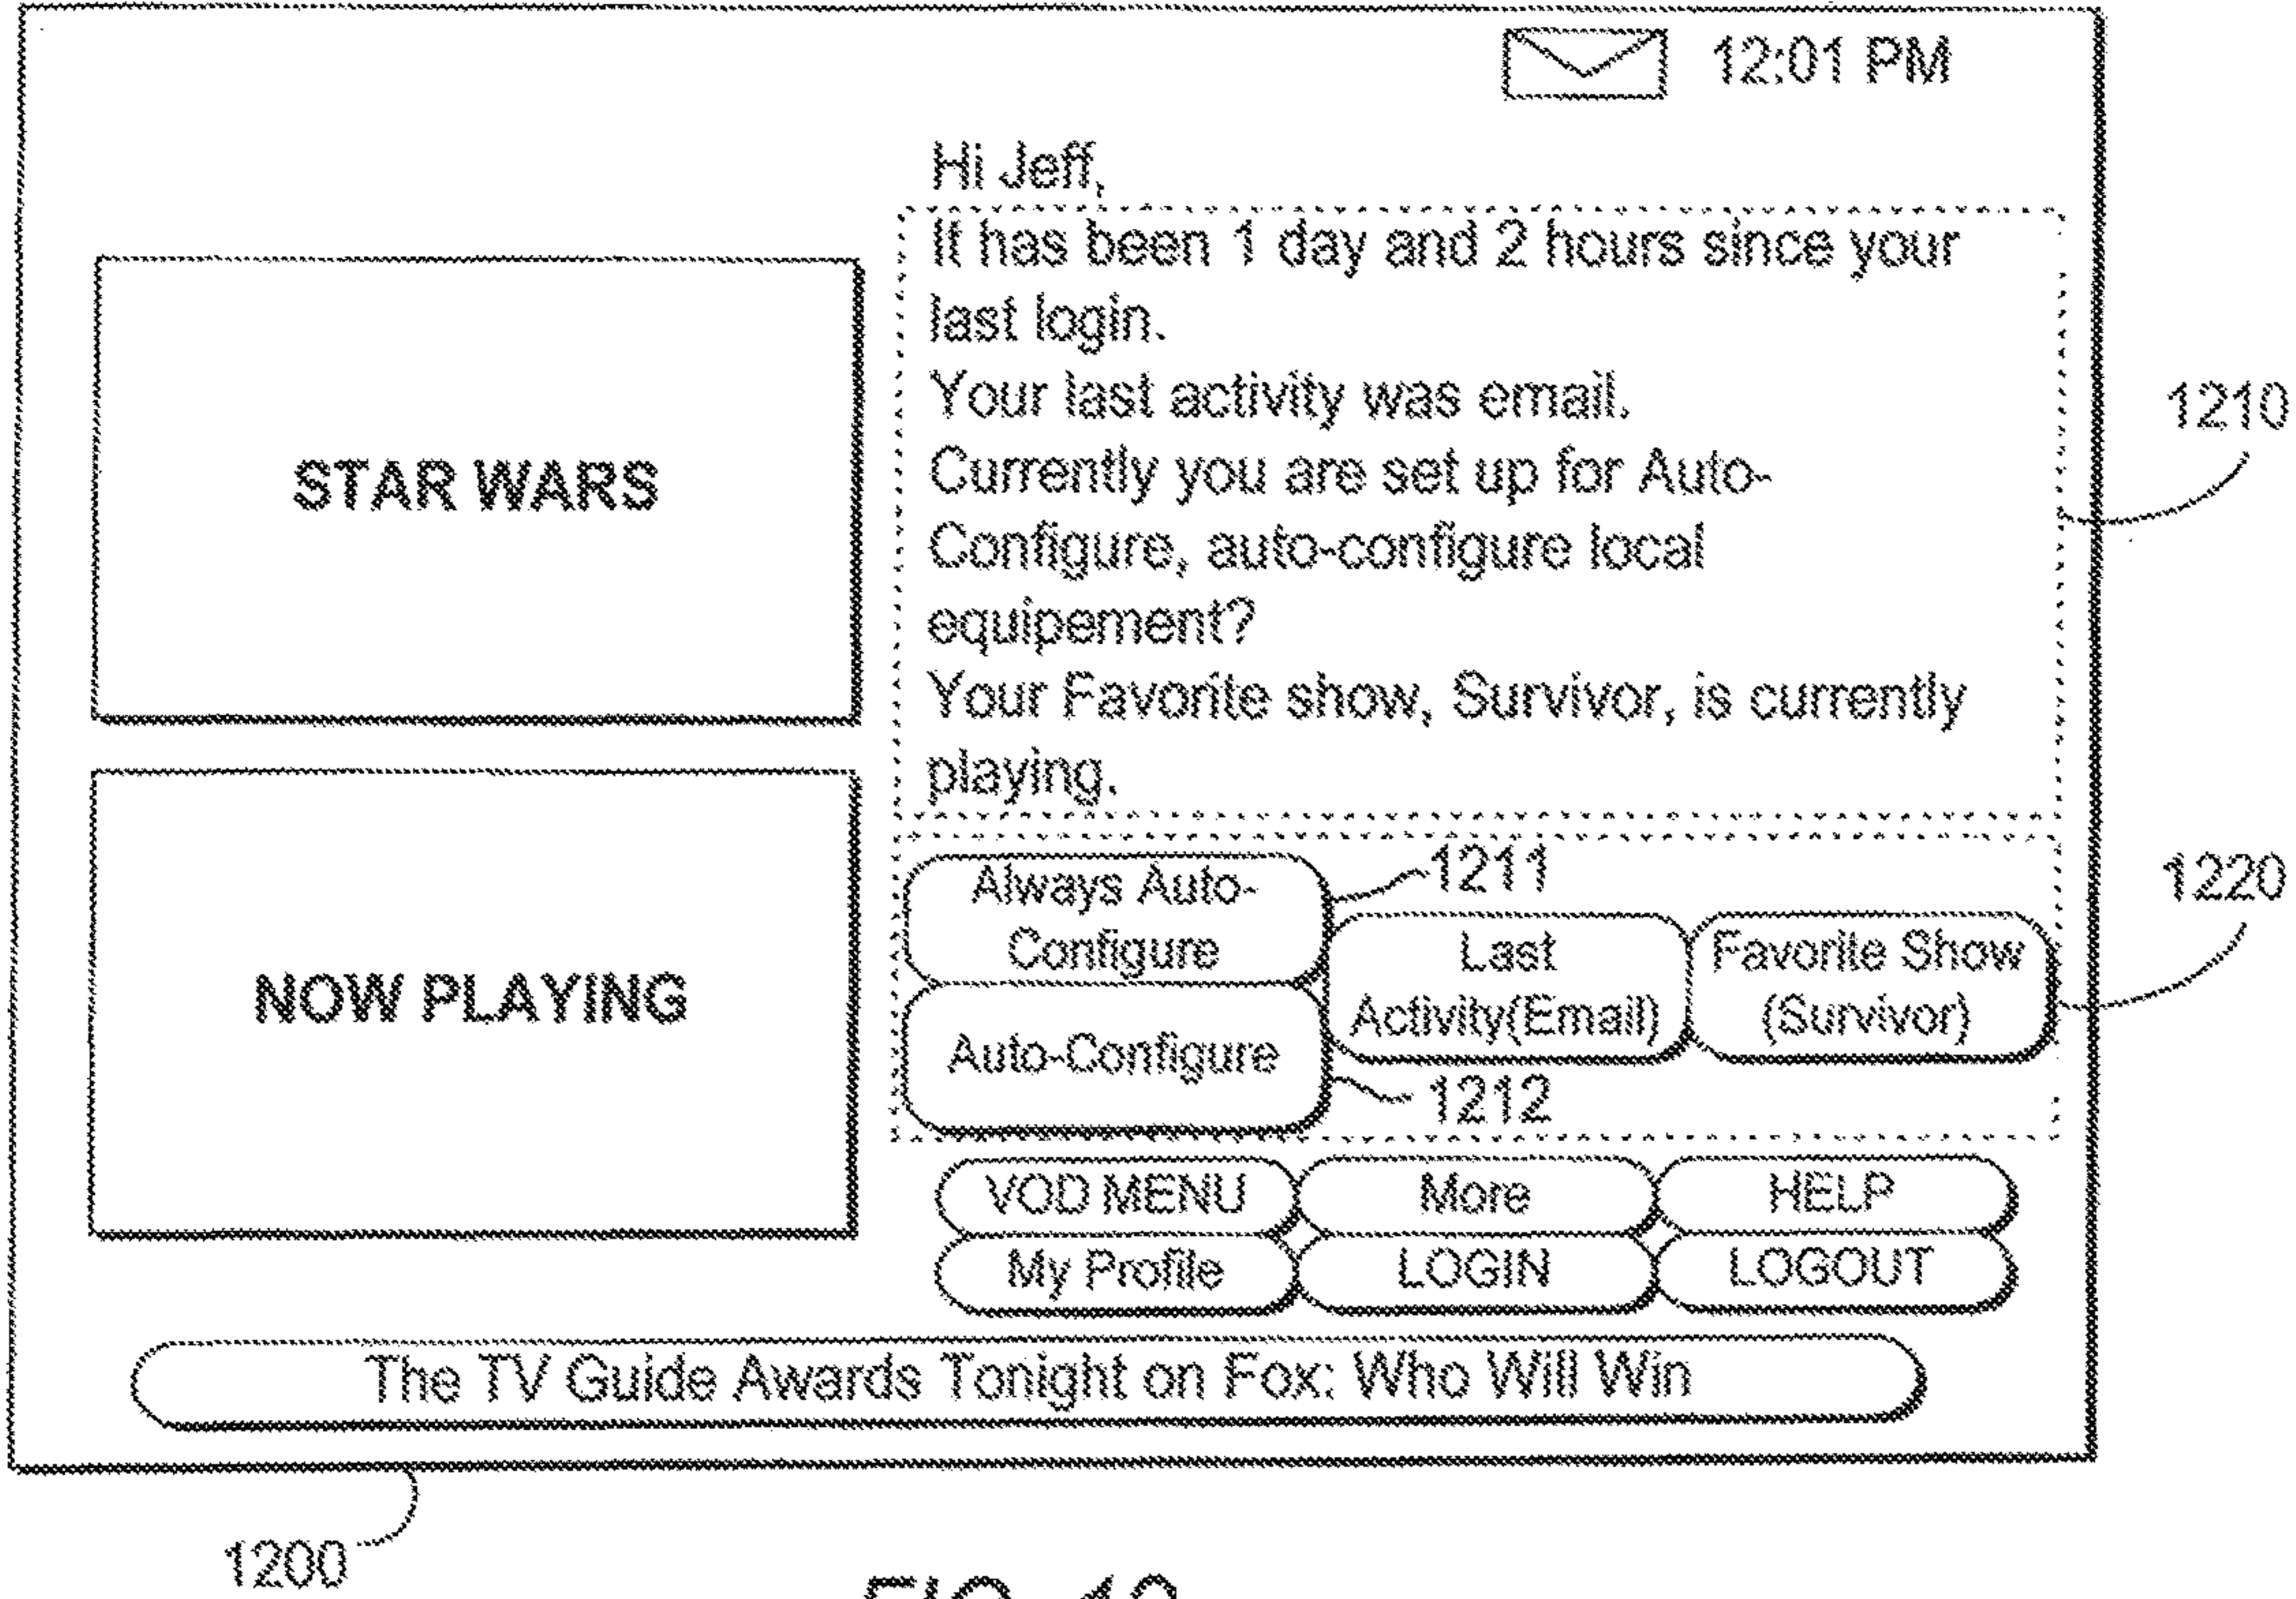 12:01 PM
Hi Jeff,
It has been 1 day and 2 hours since your
last login.
Your last activity was email.
Currently you are set up for Auto-
Configure, auto-configure local
equipement?
Your Favorite show, Survivor, is currently
playing.
1210
STAR WARS
NOW PLAYING
Always Auto-
Configure
1211
Auto-Configure
1212
Last
Activity(Email)
Favorite Show
(Survivor)
1220
VOD MENU
More
HELP
My Profile
LOGIN
LOGOUT
The TV Guide Awards Tonight on Fox: Who Will Win
1200